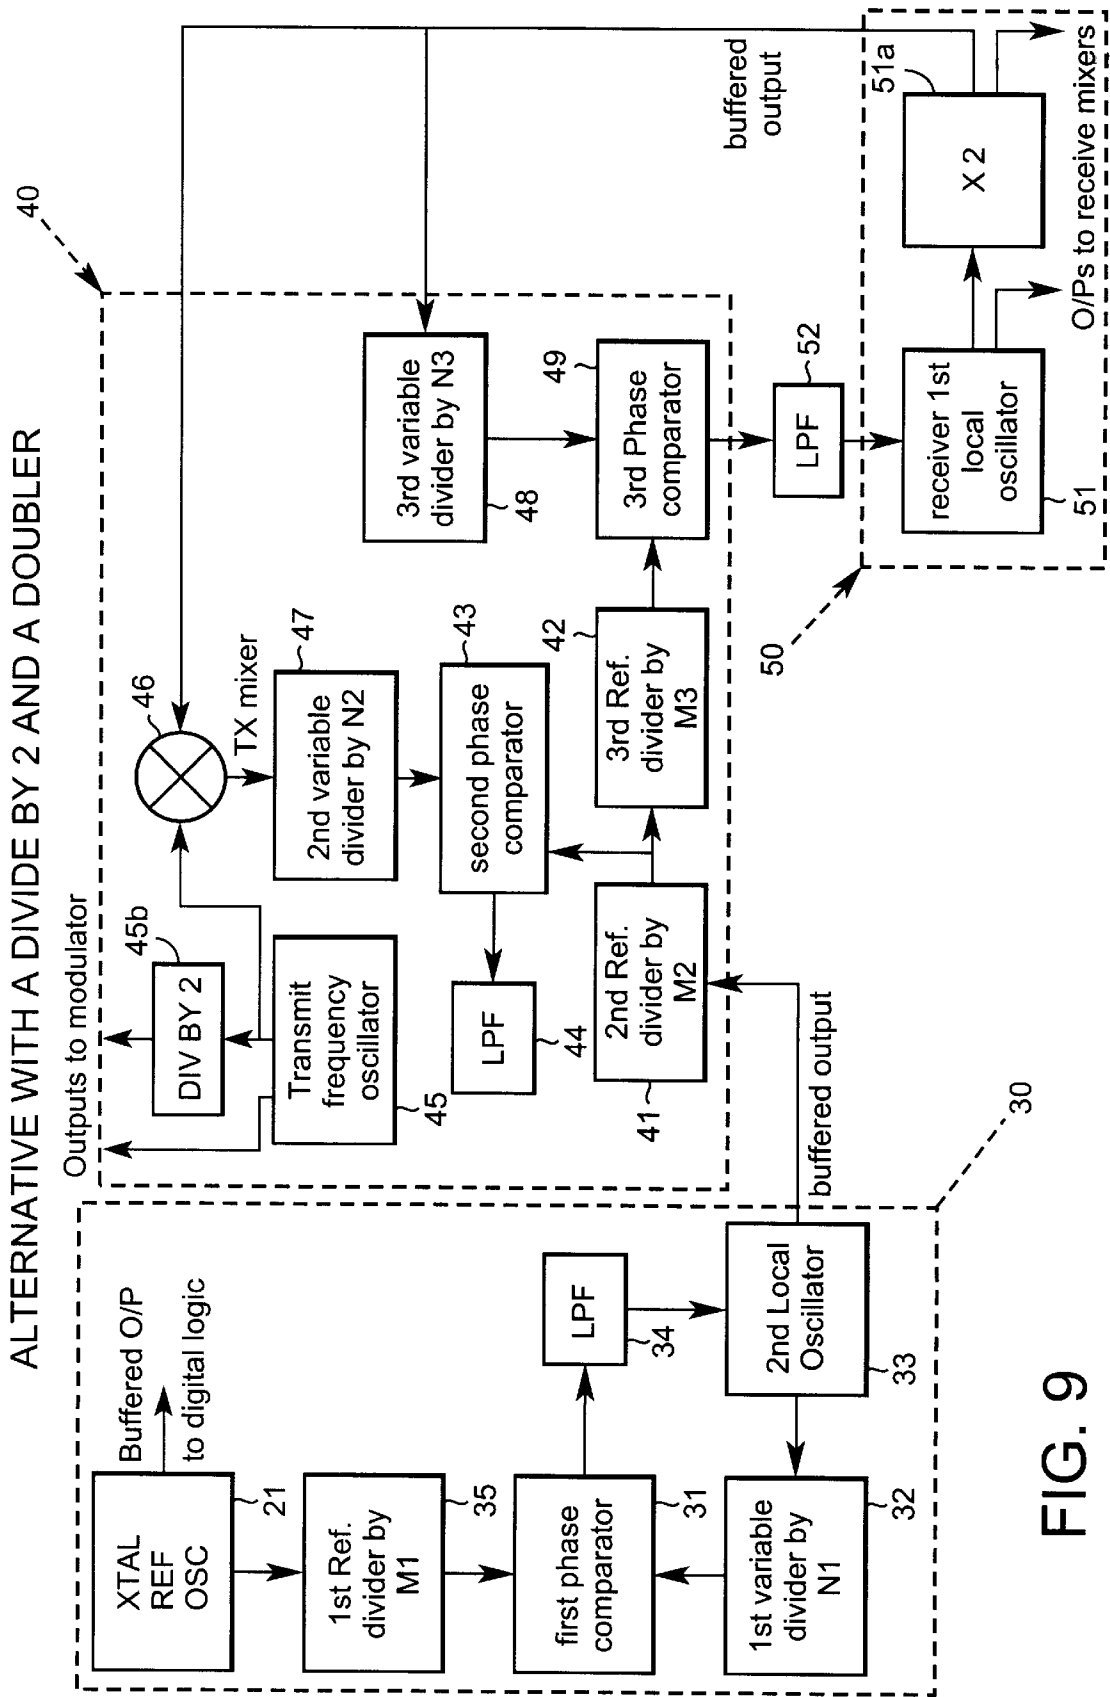 ALTERNATIVE WITH A DIVIDE BY 2 AND A DOUBLER
XTAL
REF
OSC
21
Buffered O/P
to digital logic
1st Ref.
divider by
M1
35
first phase
comparator
31
1st variable
divider by
N1
32
LPF
34
2nd Local
Oscillator
33
30
buffered output
Outputs to modulator
DIV BY 2
45b
Transmit
frequency
oscillator
45
LPF
44
2nd Ref.
divider by
M2
41
46
TX mixer
2nd variable
divider by N2
47
second phase
comparator
43
3rd Ref.
divider by
M3
42
40
3rd variable
divider by N3
48
3rd Phase
comparator
49
LPF
52
receiver 1st
local
oscillator
51
50
X 2
51a
buffered
output
O/Ps to receive mixers
FIG. 9